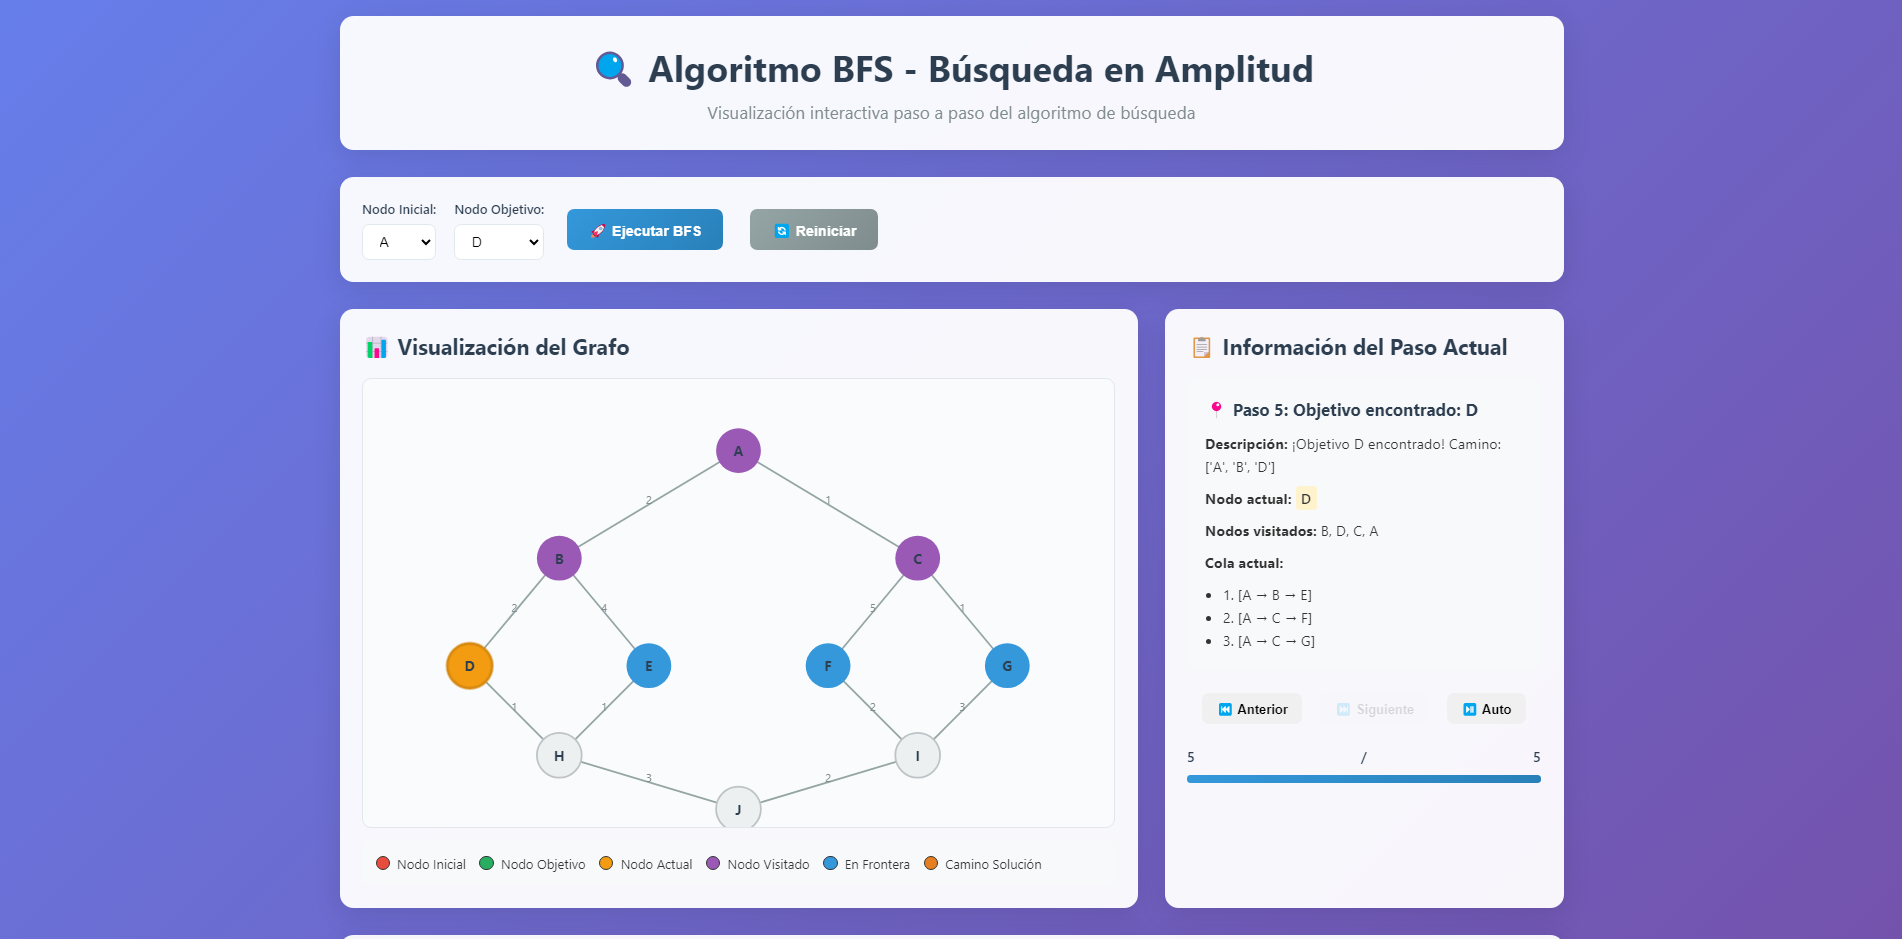 Algoritmo BFS - Búsqueda en Amplitud
Visualización interactiva paso a paso del algoritmo de búsqueda
Nodo Inicial:
A
Nodo Objetivo:
D
Ejecutar BFS
Reiniciar
Visualización del Grafo
A
2
1
B
C
2
4
5
1
D
E
F
G
1
1
2
3
H
I
3
2
J
Nodo Inicial
Nodo Objetivo
Nodo Actual
Nodo Visitado
En Frontera
Camino Solución
Información del Paso Actual
Paso 5: Objetivo encontrado: D
Descripción: ¡Objetivo D encontrado! Camino:
['A', 'B', 'D']
Nodo actual: D
Nodos visitados: B, D, C, A
Cola actual:
1. [A → B → E]
2. [A → C → F]
3. [A → C → G]
Anterior
Siguiente
Auto
5 / 5